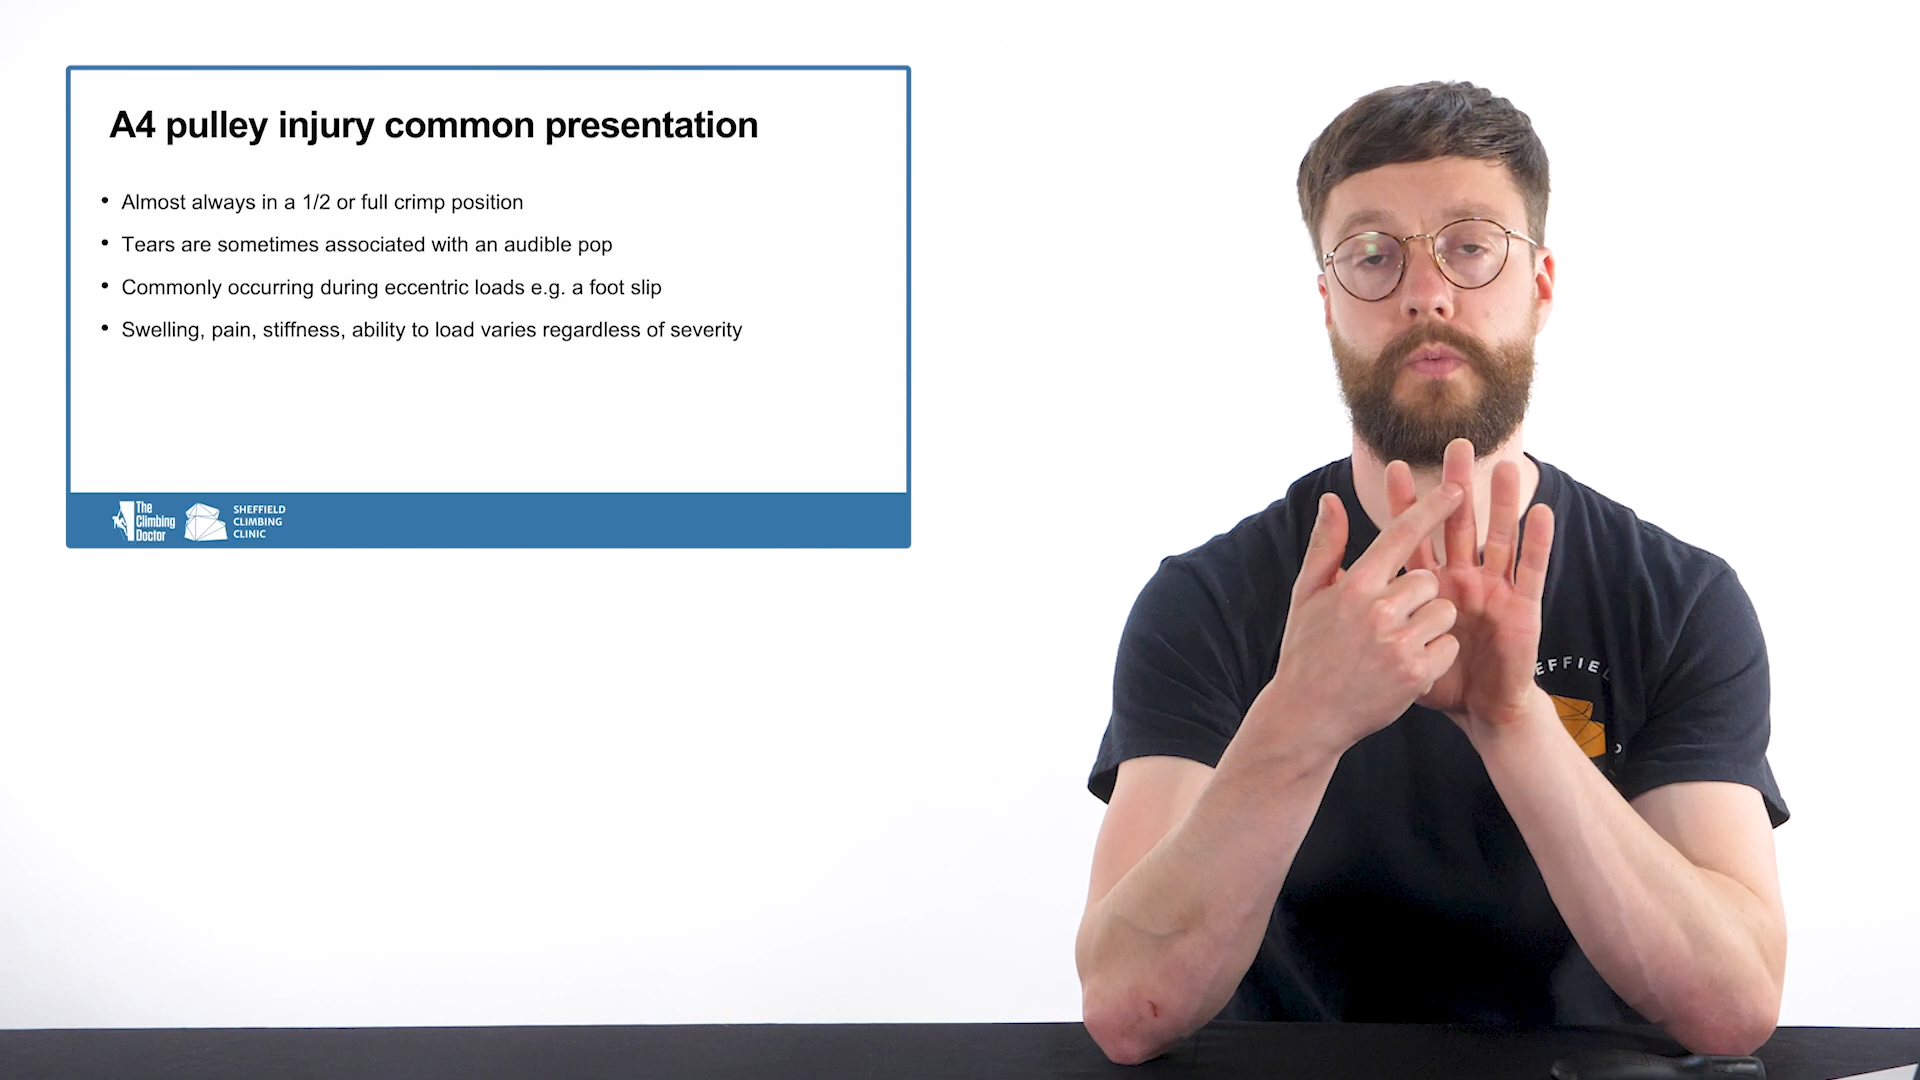 A4 pulley injury common presentation
• Almost always in a 1/2 or full crimp position
• Tears are sometimes associated with an audible pop
• Commonly occurring during eccentric loads e.g. a foot slip
• Swelling, pain, stiffness, ability to load varies regardless of severity
The
Climbing
Doctor
SHEFFIELD
CLIMBING
CLINIC
EFFIE